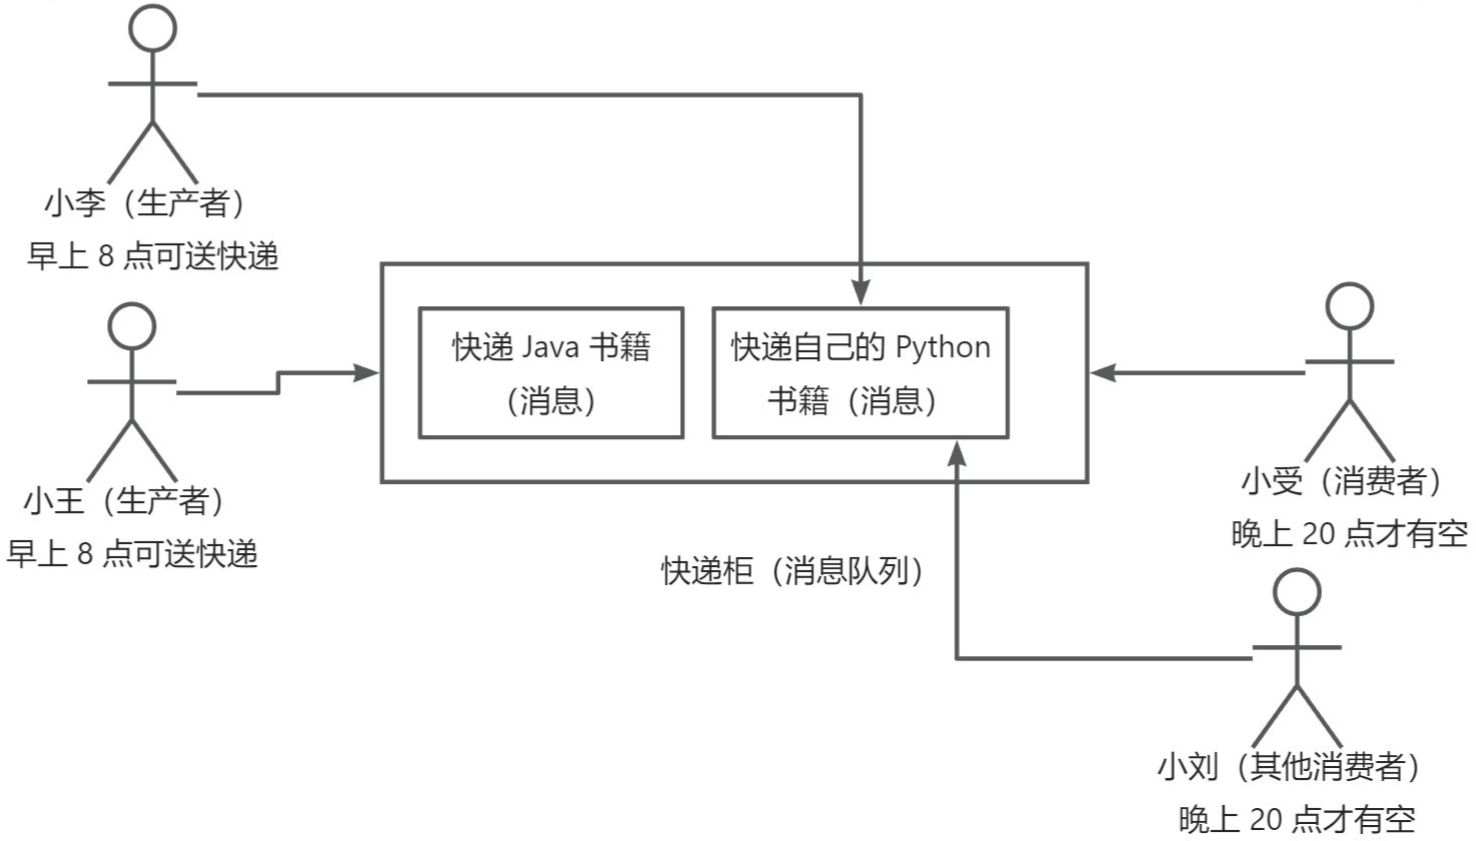 小李（生产者）
早上 8 点可送快递
小王（生产者）
早上 8 点可送快递
快递 Java 书籍
（消息）
快递自己的 Python
书籍（消息）
快递柜（消息队列）
小受（消费者）
晚上 20 点才有空
小刘（其他消费者）
晚上 20 点才有空